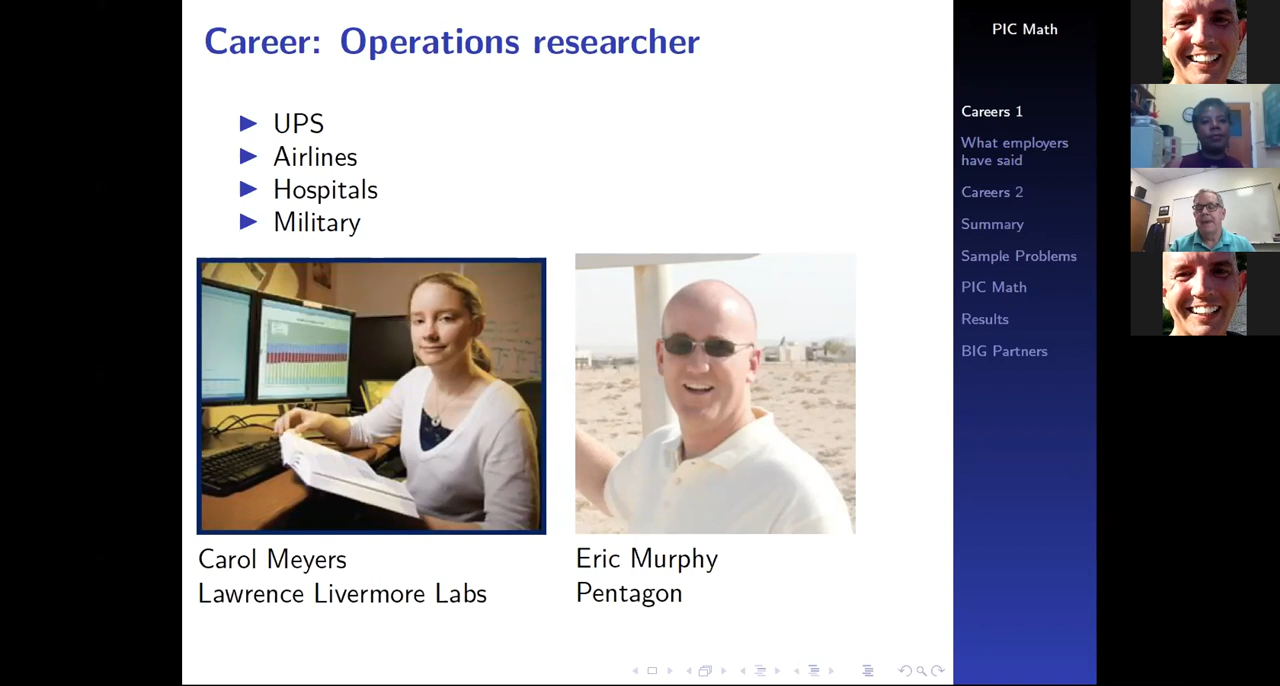 Career: Operations researcher
UPS
Airlines
Hospitals
Military
Carol Meyers
Lawrence Livermore Labs
Eric Murphy
Pentagon
PIC Math
Careers 1
What employers
have said
Careers 2
Summary
Sample Problems
PIC Math
Results
BIG Partners